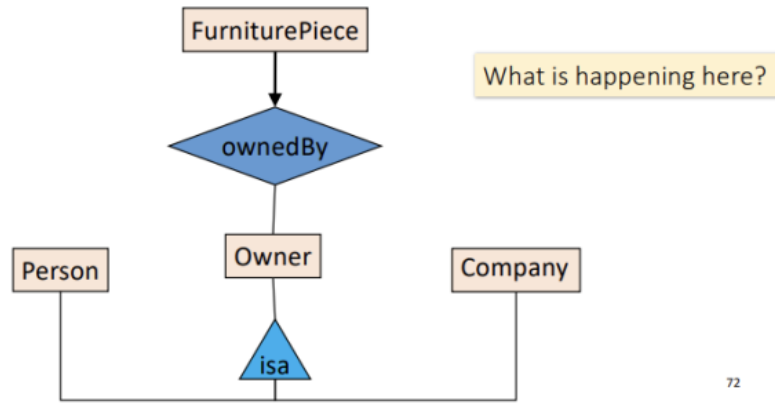 FurniturePiece
What is happening here?
ownedBy
Person
Owner
Company
isa
72